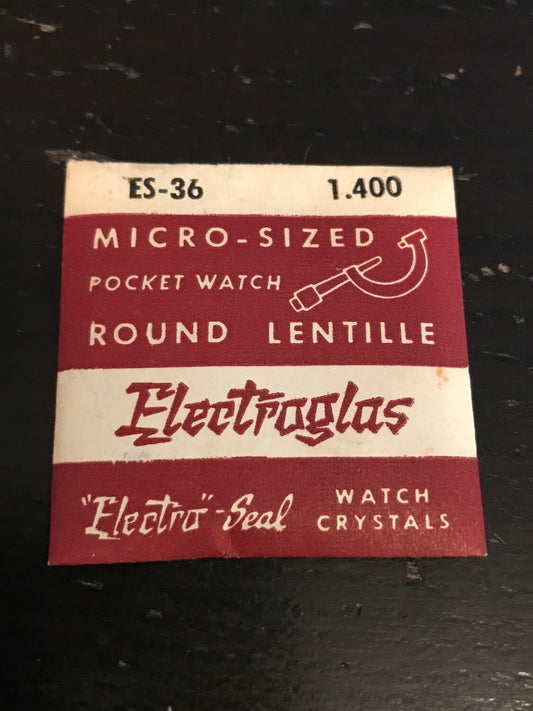 ES-36 1.400
MICRO-SIZED
POCKET WATCH
ROUND LENTILLE
Electroglas
"Electro"-Seal WATCH CRYSTALS